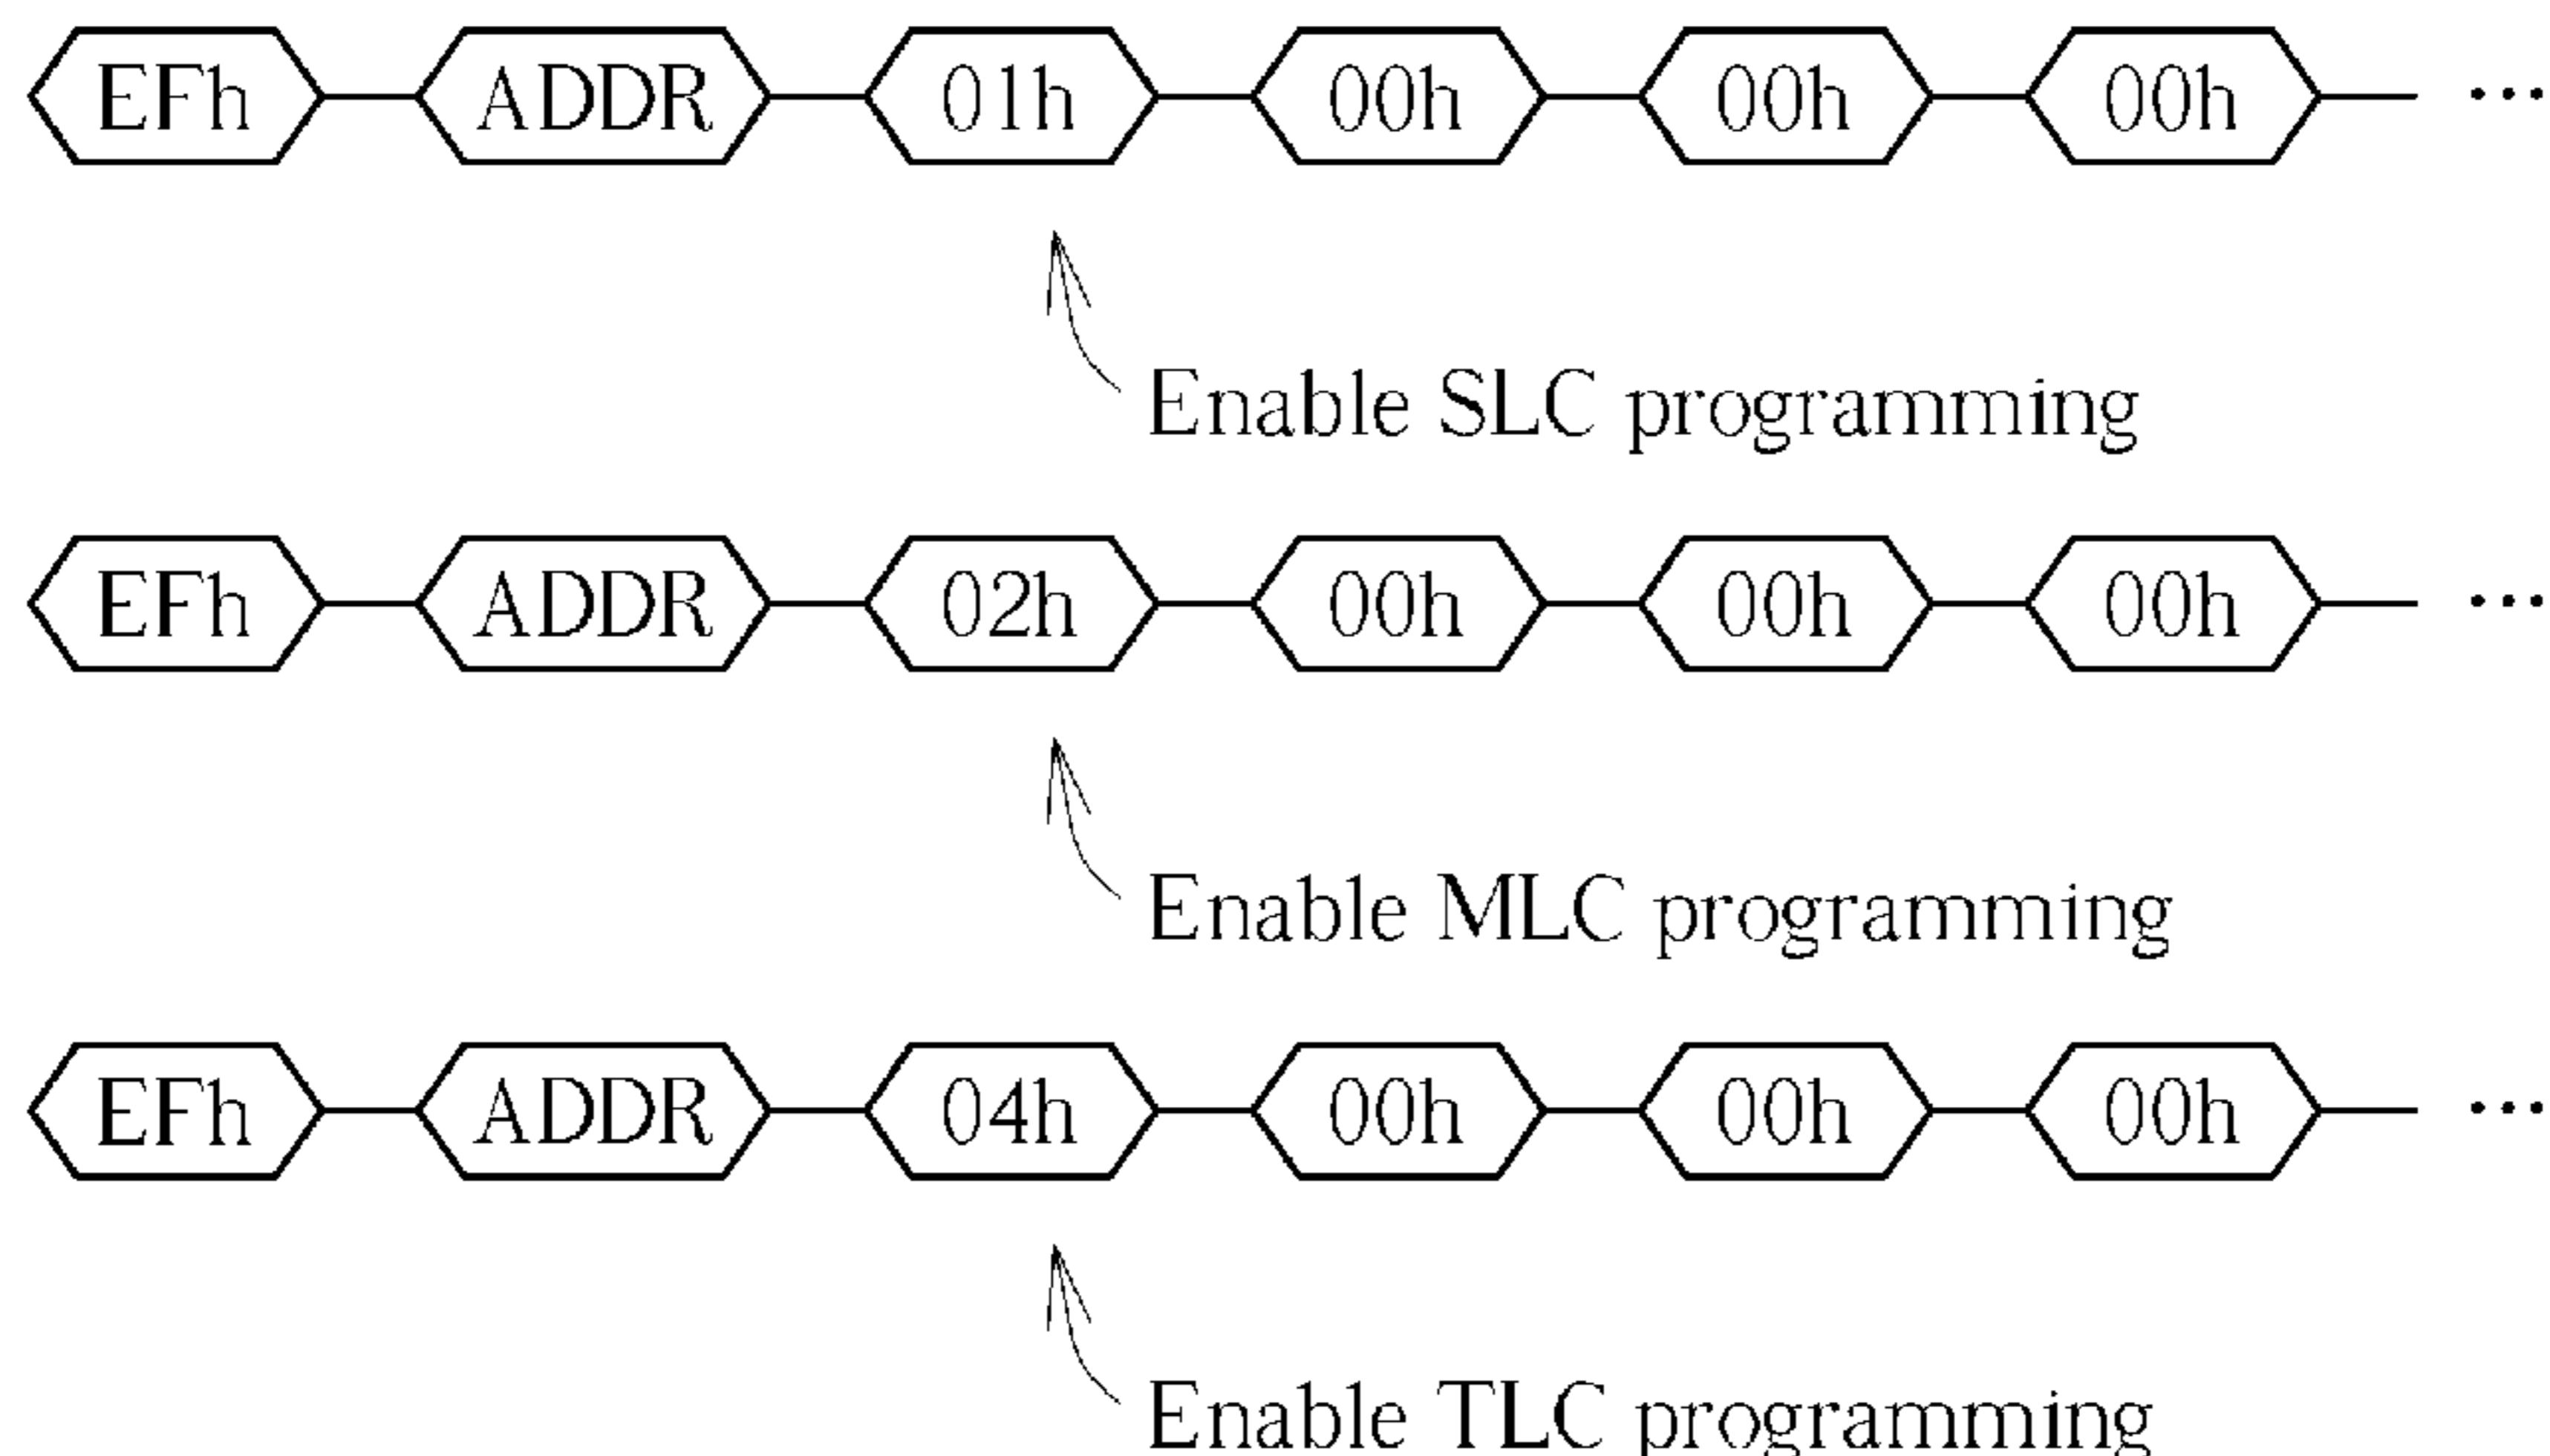 EFh ADDR 01h 00h 00h 00h ...
Enable SLC programming
EFh ADDR 02h 00h 00h 00h ...
Enable MLC programming
EFh ADDR 04h 00h 00h 00h ...
Enable TLC programming